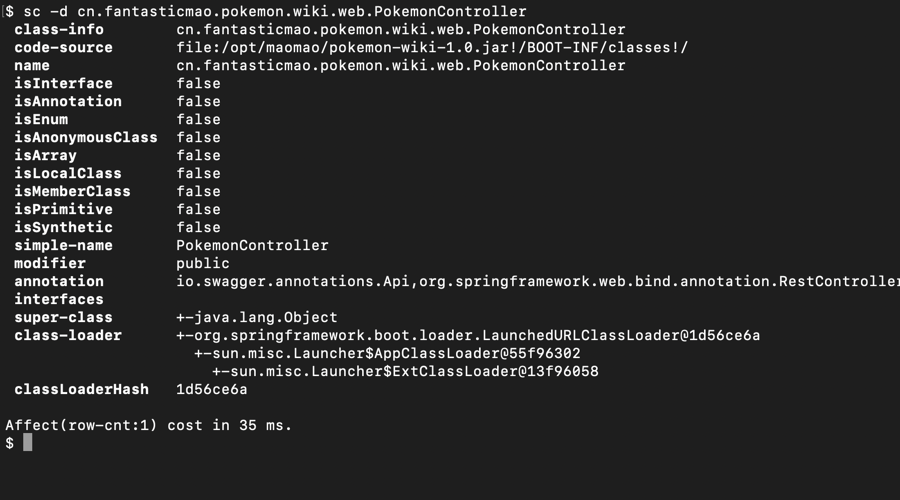 $ sc -d cn.fantasticmao.pokemon.wiki.web.PokemonController
class-info cn.fantasticmao.pokemon.wiki.web.PokemonController
code-source file:/opt/maomao/pokemon-wiki-1.0.jar!/BOOT-INF/classes!/
name cn.fantasticmao.pokemon.wiki.web.PokemonController
isInterface false
isAnnotation false
isEnum false
isAnonymousClass false
isArray false
isLocalClass false
isMemberClass false
isPrimitive false
isSynthetic false
simple-name PokemonController
modifier public
annotation io.swagger.annotations.Api,org.springframework.web.bind.annotation.RestController
interfaces
super-class +-java.lang.Object
class-loader +-org.springframework.boot.loader.LaunchedURLClassLoader@1d56ce6a
+-sun.misc.Launcher$AppClassLoader@55f96302
+-sun.misc.Launcher$ExtClassLoader@13f96058
classLoaderHash 1d56ce6a
Affect(row-cnt:1) cost in 35 ms.
$